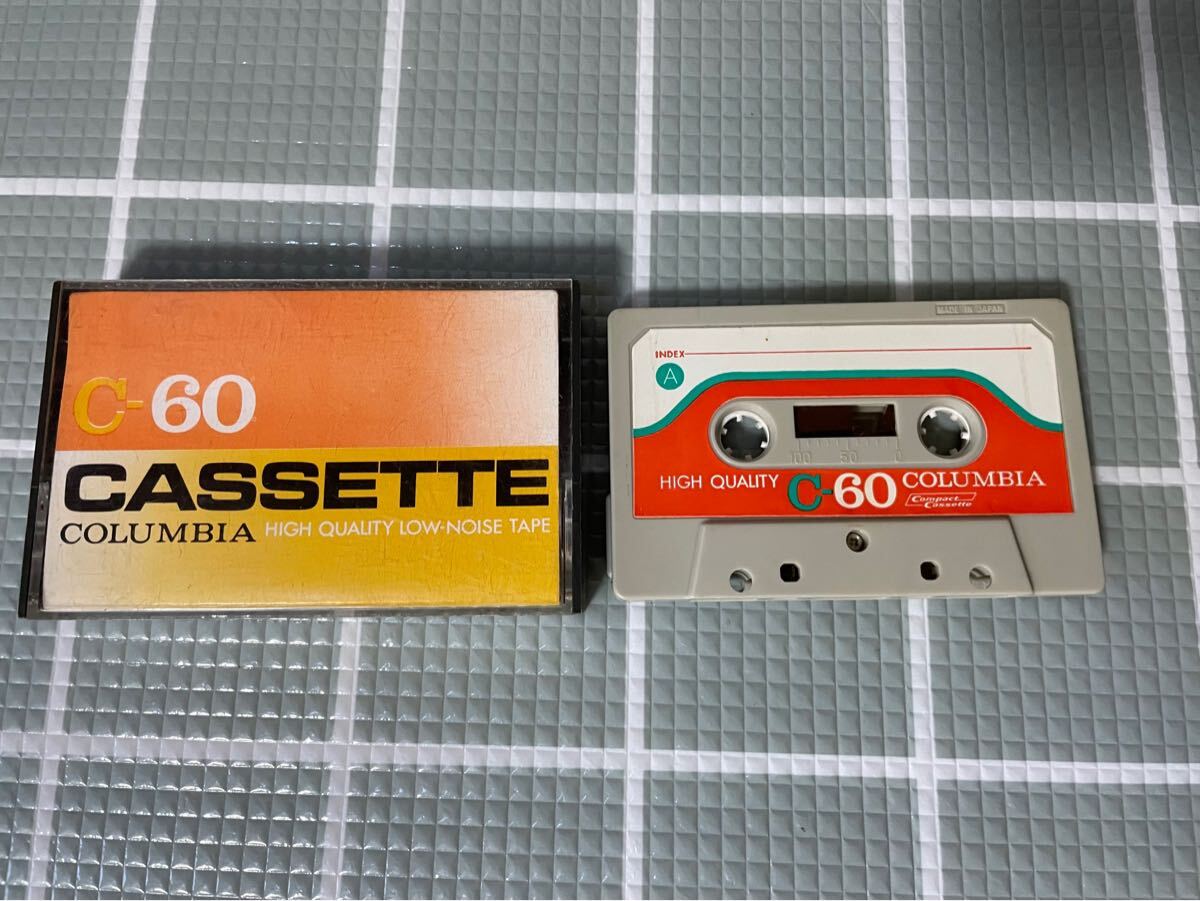 C-60
CASSETTE
COLUMBIA HIGH QUALITY LOW-NOISE TAPE
MADE IN JAPAN
INDEX
A
100 50 0
HIGH QUALITY C-60 COLUMBIA
Compact
Cassette